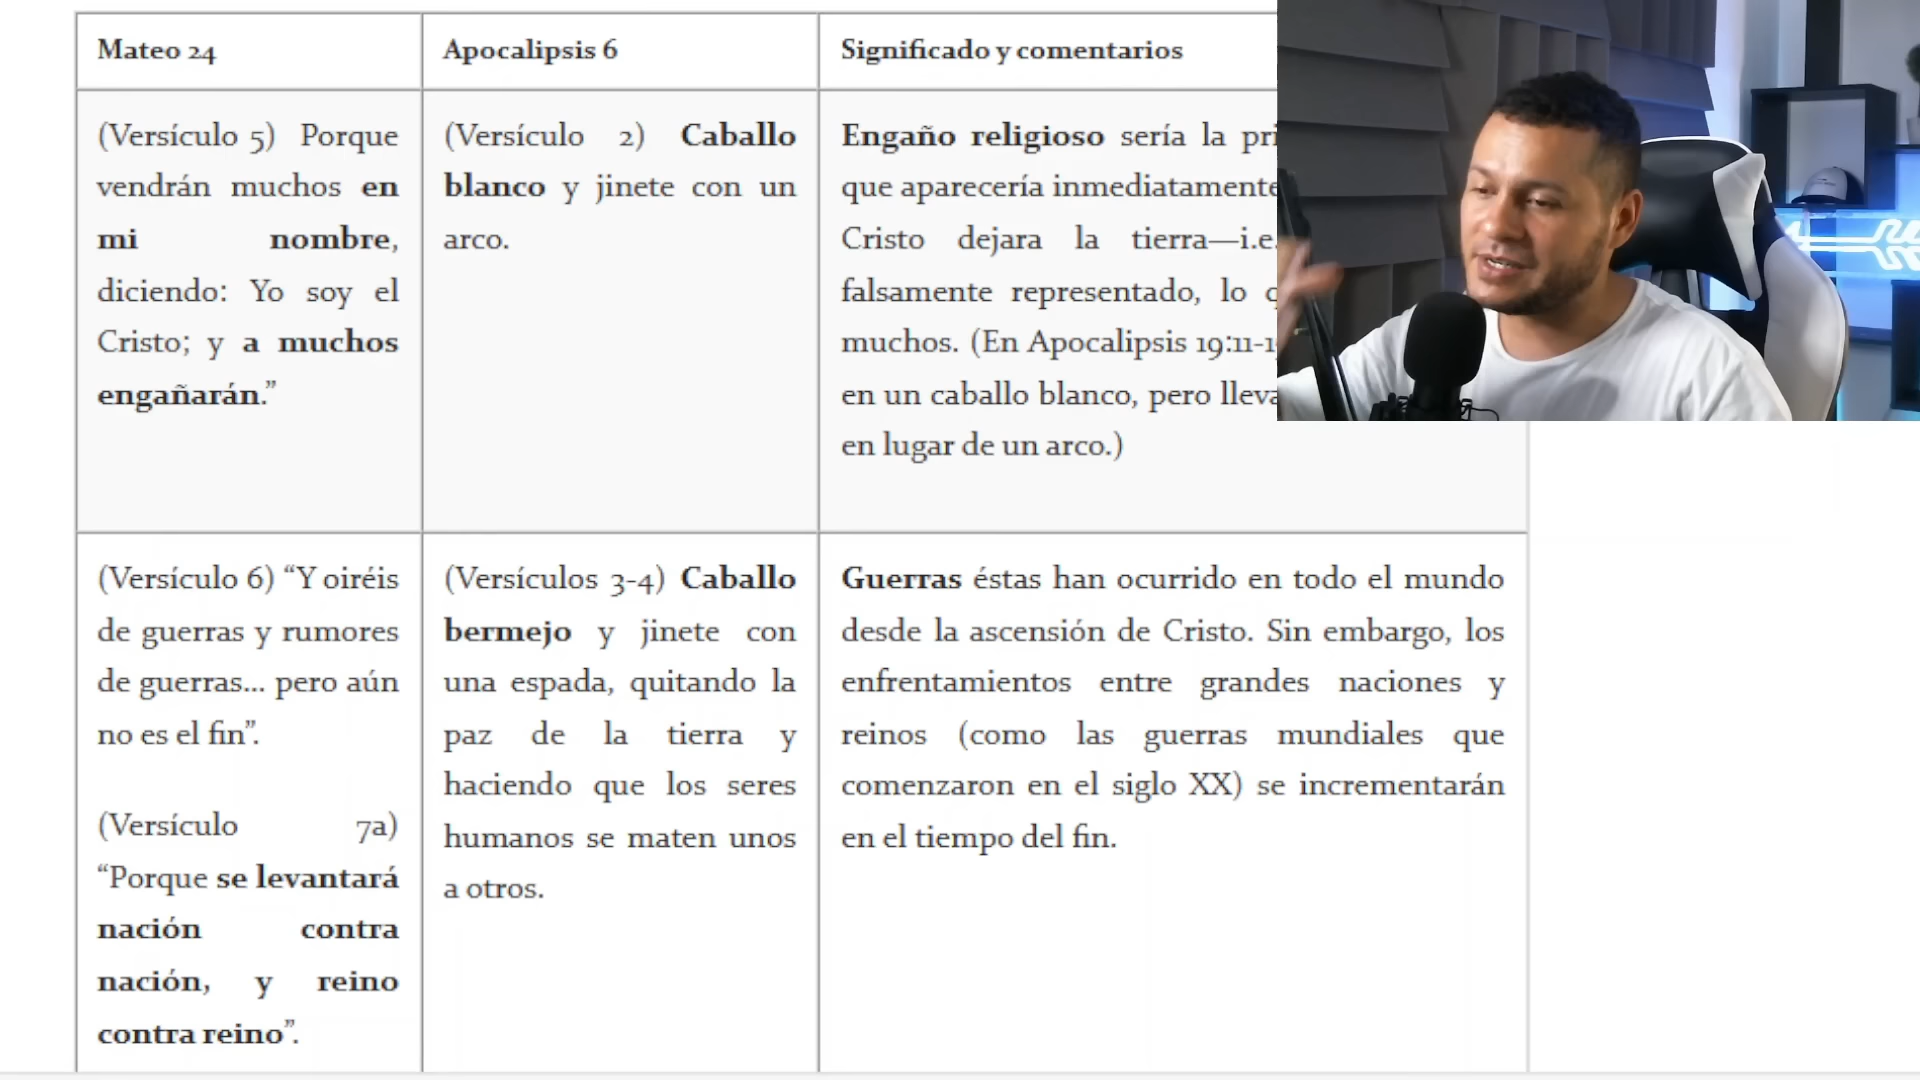 Mateo 24
Apocalipsis 6
Significado y comentarios
(Versículo 5) Porque
vendrán muchos en
mi nombre,
diciendo: Yo soy el
Cristo; y a muchos
engañarán.”
(Versículo 2) Caballo
blanco y jinete con un
arco.
Engaño religioso sería la
que aparecería inmediatamente
Cristo dejara la tierra—i.e.
falsamente representado, lo
muchos. (En Apocalipsis
en un caballo blanco, pero
en lugar de un arco.)
(Versículo 6) “Y oiréis
de guerras y rumores
de guerras... pero aún
no es el fin”.
(Versículo 7a)
“Porque se levantará
nación contra
nación, y reino
contra reino”.
(Versículos 3-4) Caballo
bermejo y jinete con
una espada, quitando la
paz de la tierra y
haciendo que los seres
humanos se maten unos
a otros.
Guerras éstas han ocurrido en todo el mundo
desde la ascensión de Cristo. Sin embargo, los
enfrentamientos entre grandes naciones y
reinos (como las guerras mundiales que
comenzaron en el siglo XX) se incrementarán
en el tiempo del fin.